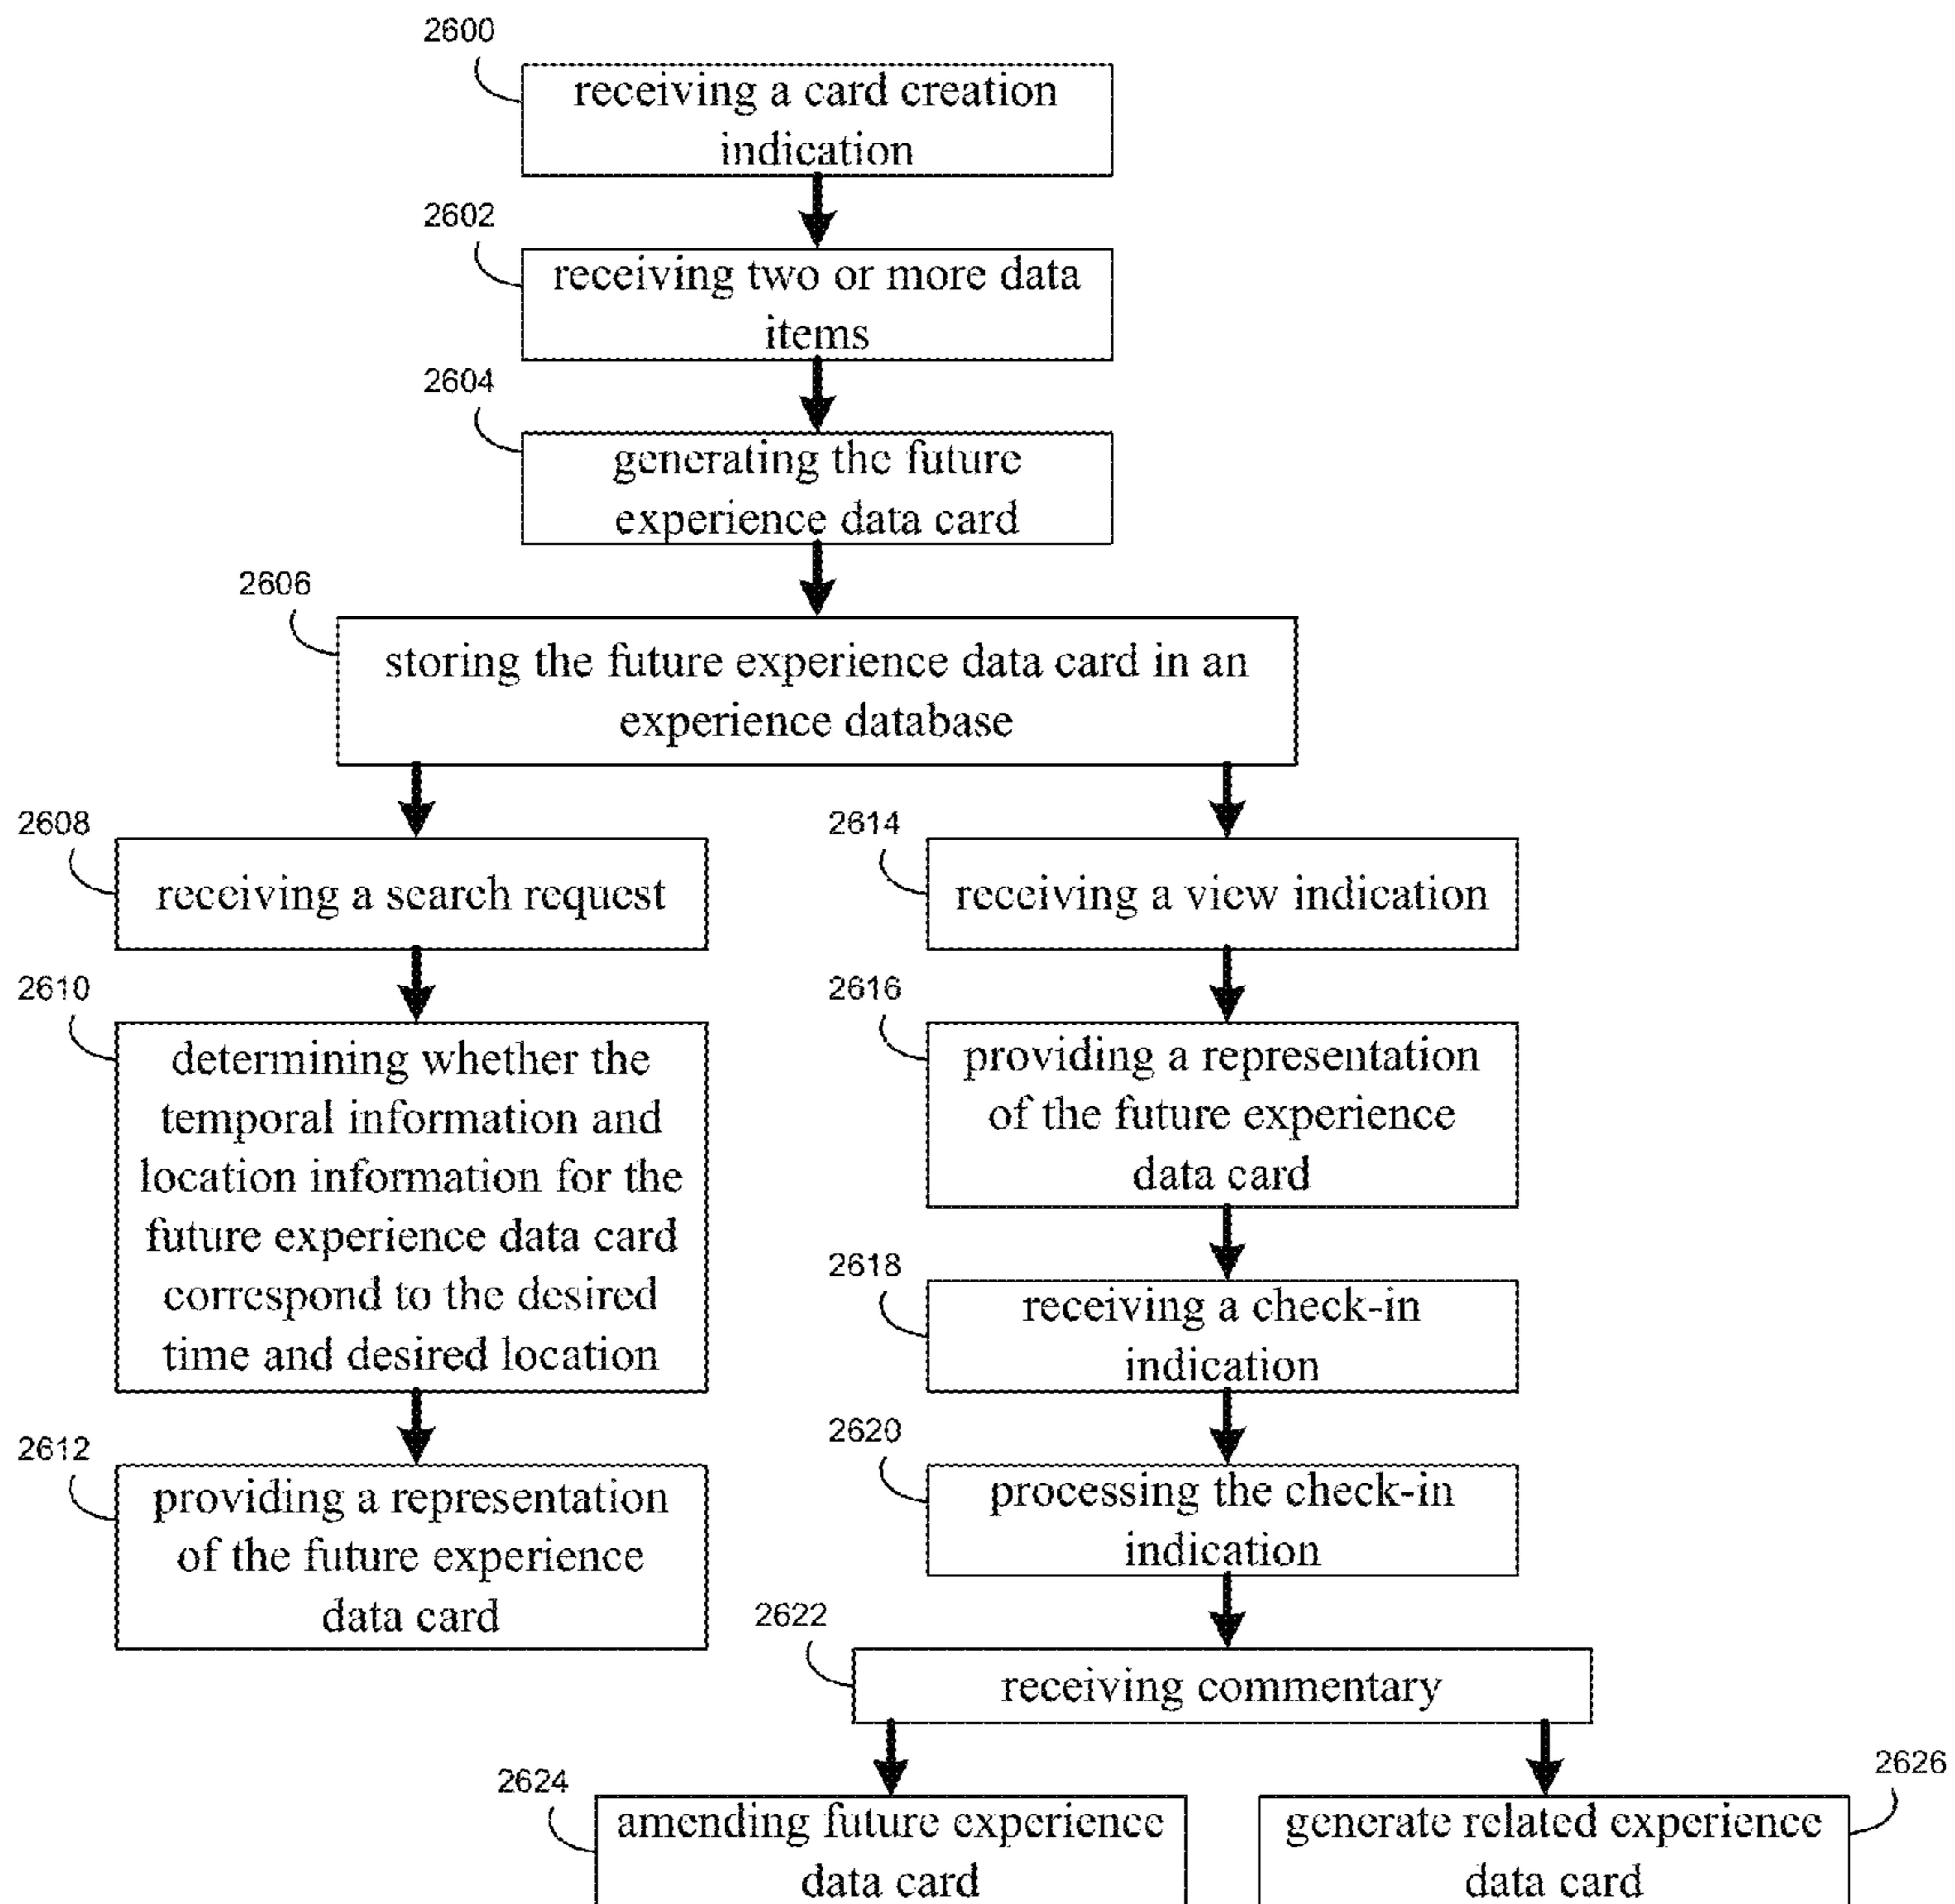 2600
receiving a card creation
indication
2602
receiving two or more data
items
2604
generating the future
experience data card
2606
storing the future experience data card in an
experience database
2608
receiving a search request
2610
determining whether the
temporal information and
location information for the
future experience data card
correspond to the desired
time and desired location
2612
providing a representation
of the future experience
data card
2614
receiving a view indication
2616
providing a representation
of the future experience
data card
2618
receiving a check-in
indication
2620
processing the check-in
indication
2622
receiving commentary
2624
amending future experience
data card
2626
generate related experience
data card